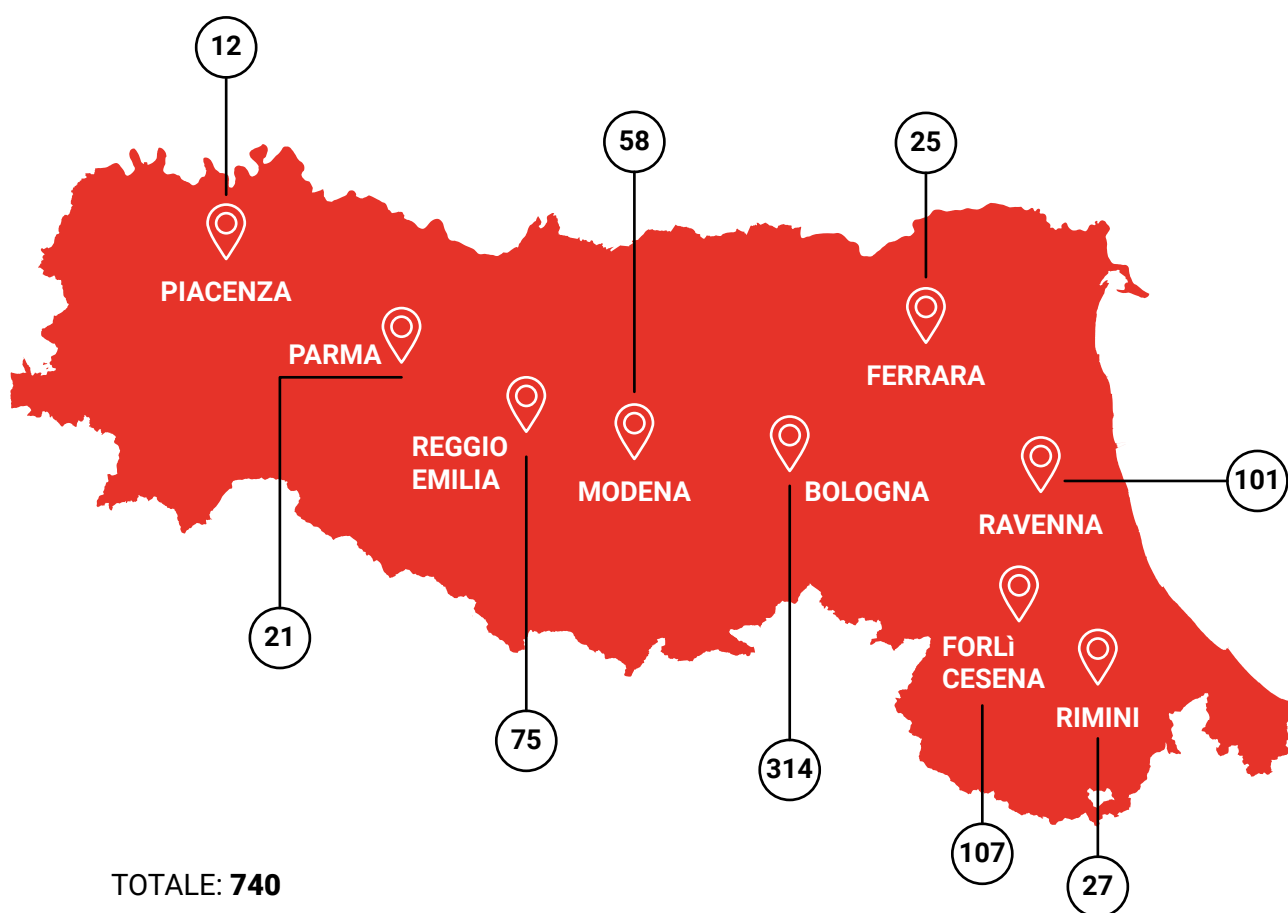 12
58
25
PIACENZA
PARMA
FERRARA
REGGIO
EMILIA
MODENA
BOLOGNA
101
RAVENNA
21
FORLì
CESENA
RIMINI
75
314
107
27
TOTALE: 740